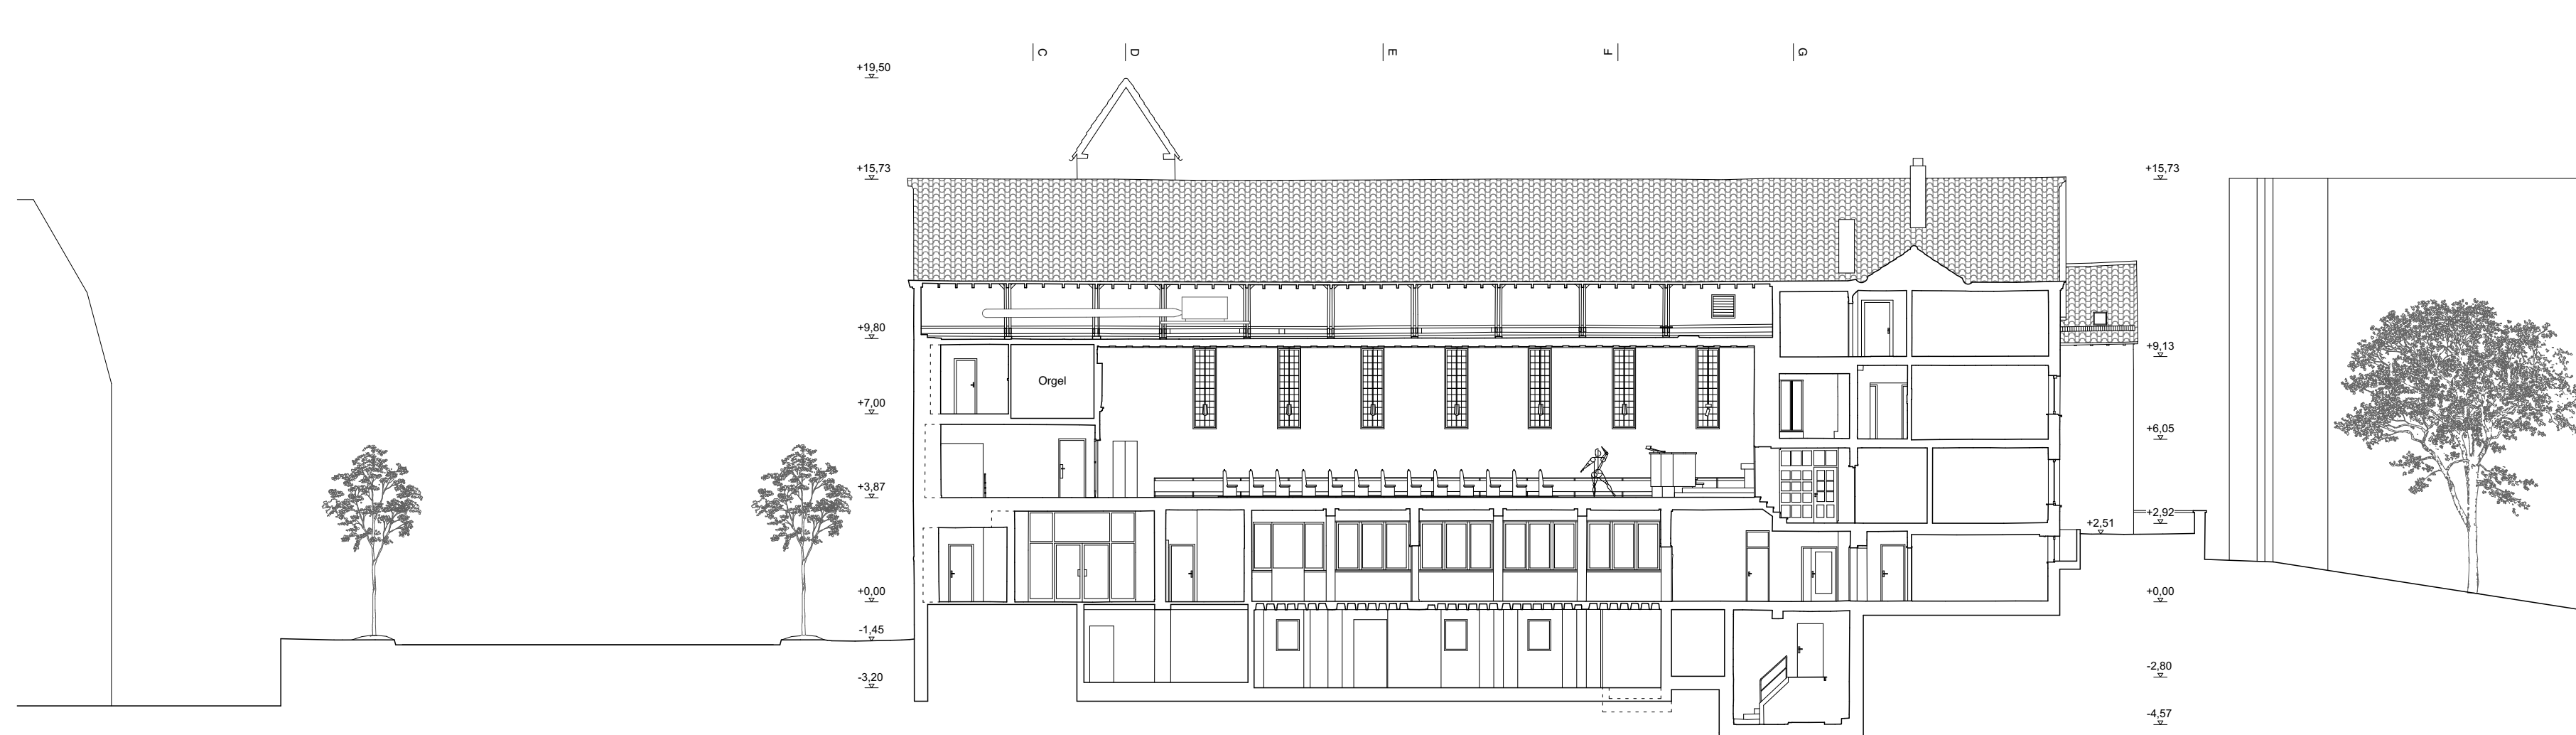 C
D
E
F
G
+19,50
+15,73
+15,73
+9,80
+9,13
Orgel
+7,00
+6,05
+3,87
+2,92
+2,51
+0,00
+0,00
-1,45
-2,80
-3,20
-4,57